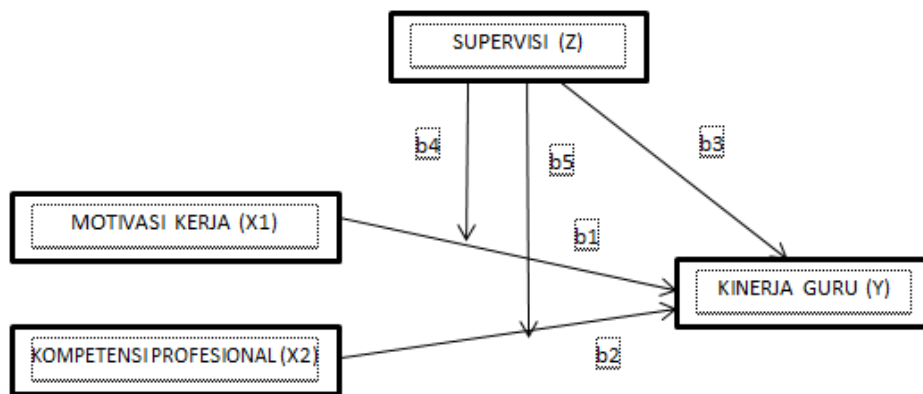 SUPERVISI (Z)
b4
b5
b3
MOTIVASI KERJA (X1)
b1
KINERJA GURU (Y)
KOMPETENSI PROFESIONAL (X2)
b2